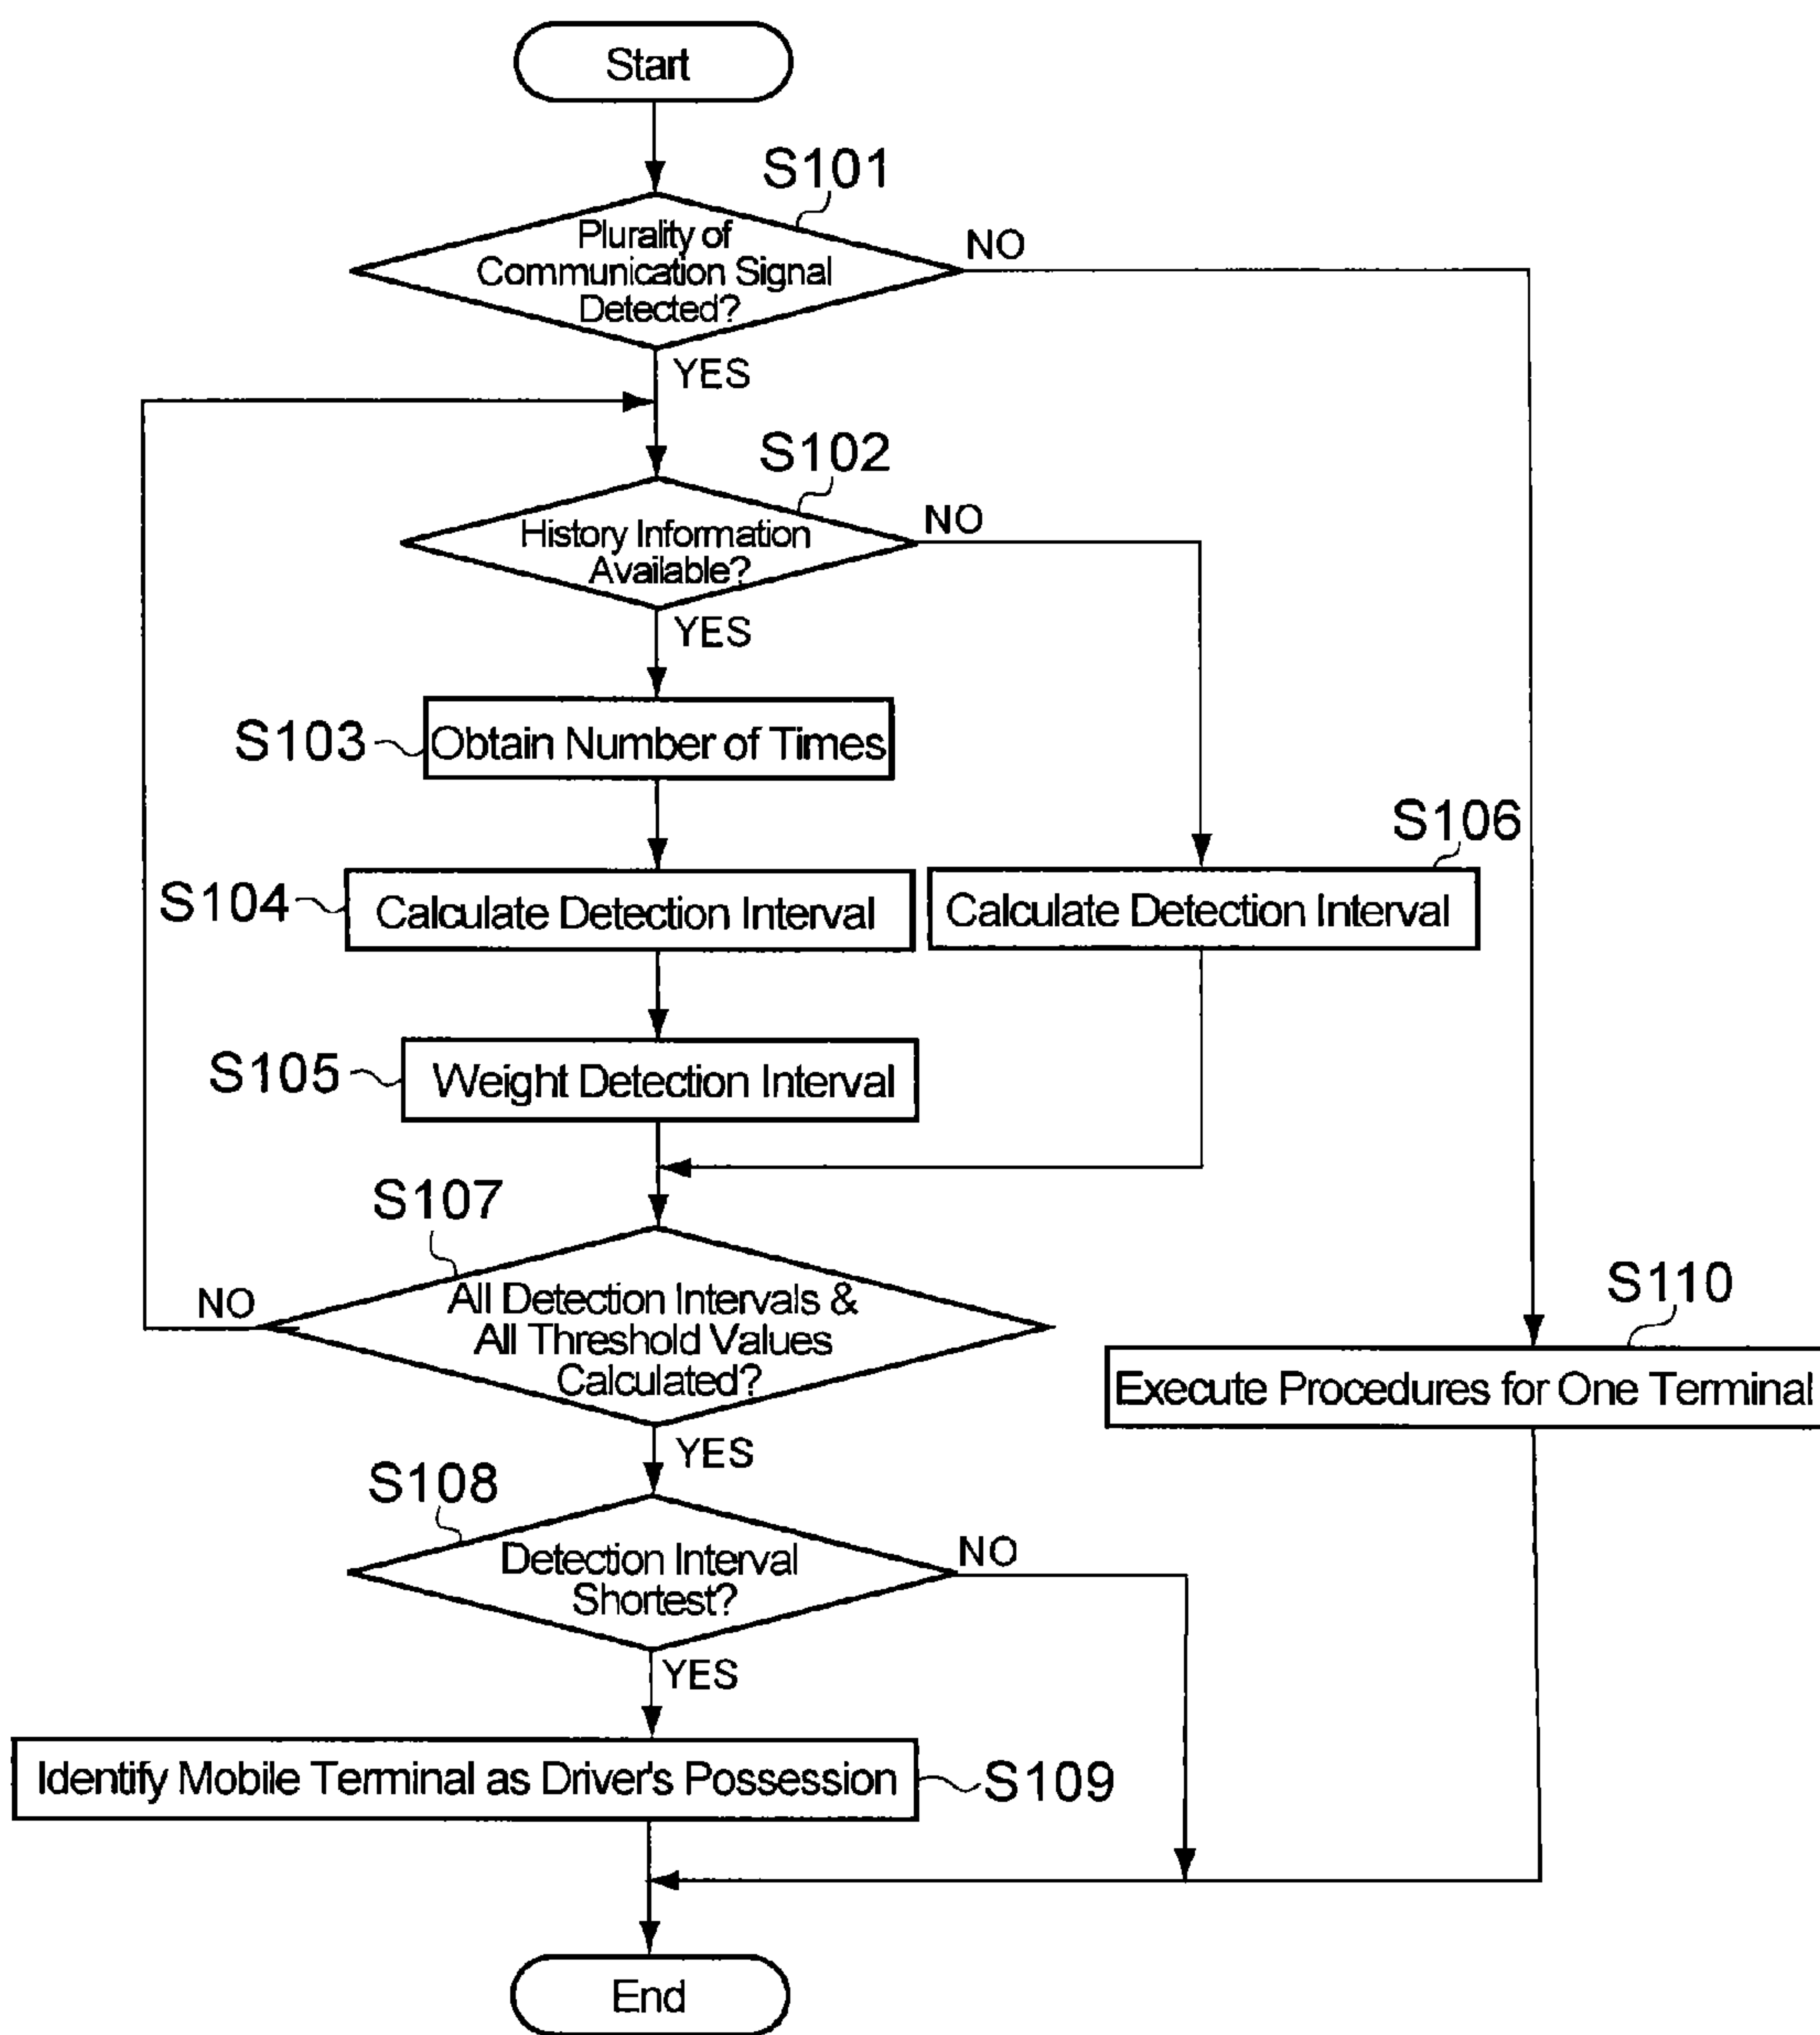 Start
S101
Plurality of
Communication Signal
Detected?
NO
YES
S102
History Information
Available?
NO
YES
S103
Obtain Number of Times
S106
S104
Calculate Detection Interval
Calculate Detection Interval
S105
Weight Detection Interval
S107
All Detection Intervals &
All Threshold Values
Calculated?
NO
S110
Execute Procedures for One Terminal
YES
S108
Detection Interval
Shortest?
NO
YES
Identify Mobile Terminal as Driver's Possession
S109
End